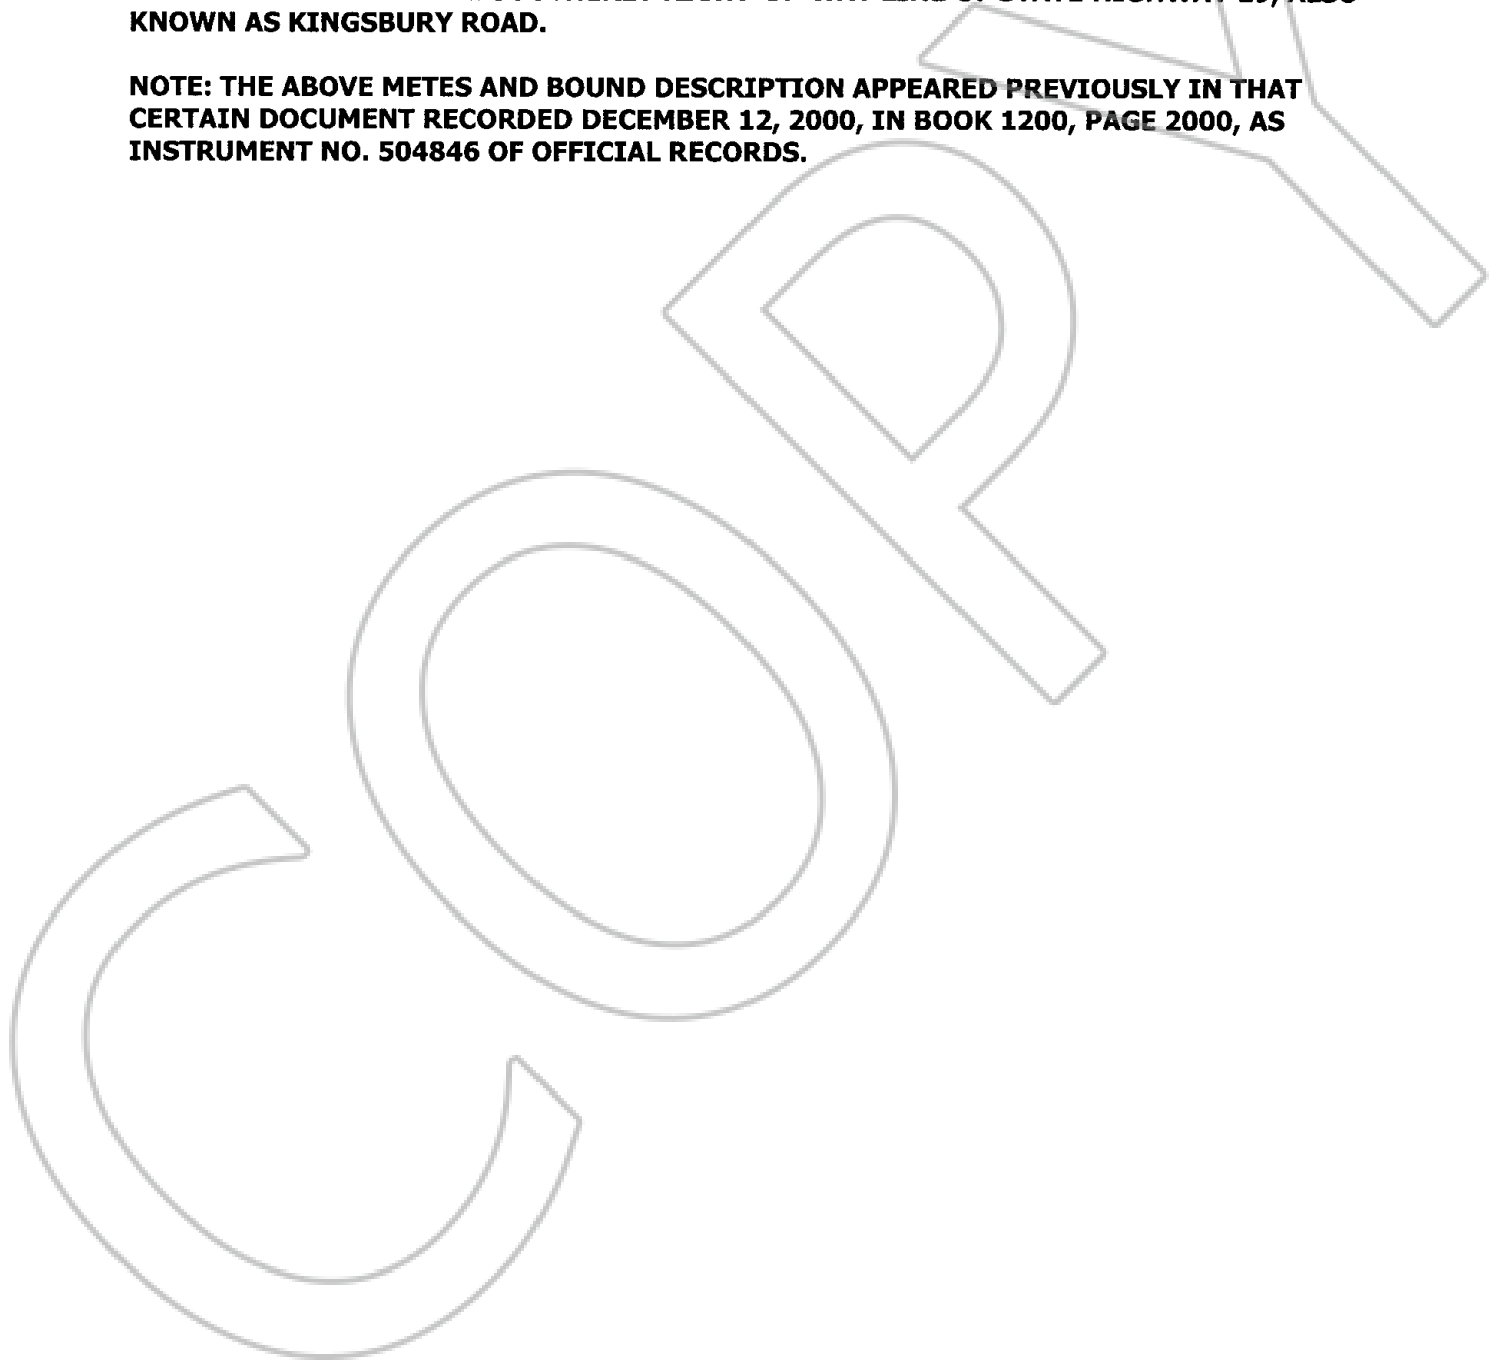 KNOWN AS KINGSBURY ROAD.
NOTE: THE ABOVE METES AND BOUND DESCRIPTION APPEARED PREVIOUSLY IN THAT
CERTAIN DOCUMENT RECORDED DECEMBER 12, 2000, IN BOOK 1200, PAGE 2000, AS
INSTRUMENT NO. 504846 OF OFFICIAL RECORDS.
COPY